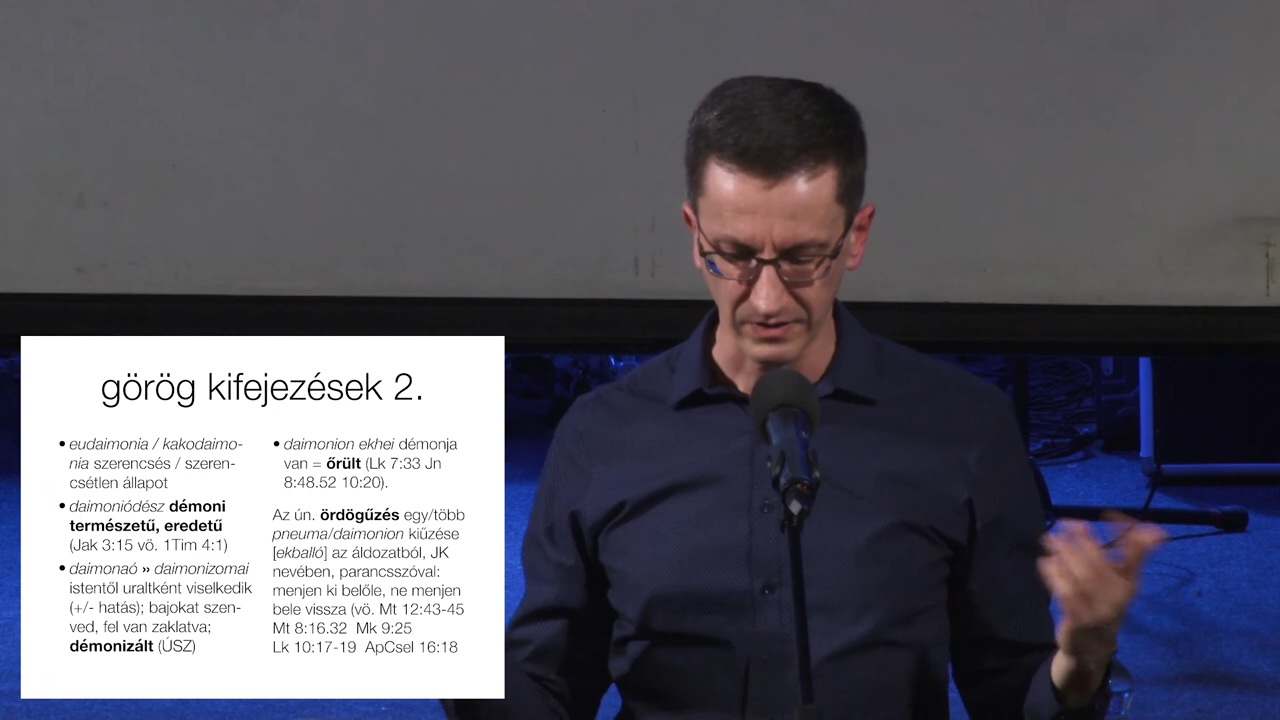 görög kifejezések 2.
• eudaimonia / kakodaimo-
nia szerencsés / szeren-
csétlen állapot
• daimoniódész démoni
természetű, eredetű
(Jak 3:15 vö. 1Tim 4:1)
• daimonaó » daimonizomai
istentől uraltként viselkedik
(+/- hatás); bajokat szen-
ved, fel van zaklatva;
démonizált (ÚSZ)
• daimonion ekhei démonja
van = őrült (Lk 7:33 Jn
8:48.52 10:20).
Az ún. ördögűzés egy/több
pneuma/daimonion kiűzése
[ekballó] az áldozatból, JK
nevében, parancsszóval:
menjen ki belőle, ne menjen
bele vissza (vö. Mt 12:43-45
Mt 8:16.32 Mk 9:25
Lk 10:17-19 ApCsel 16:18